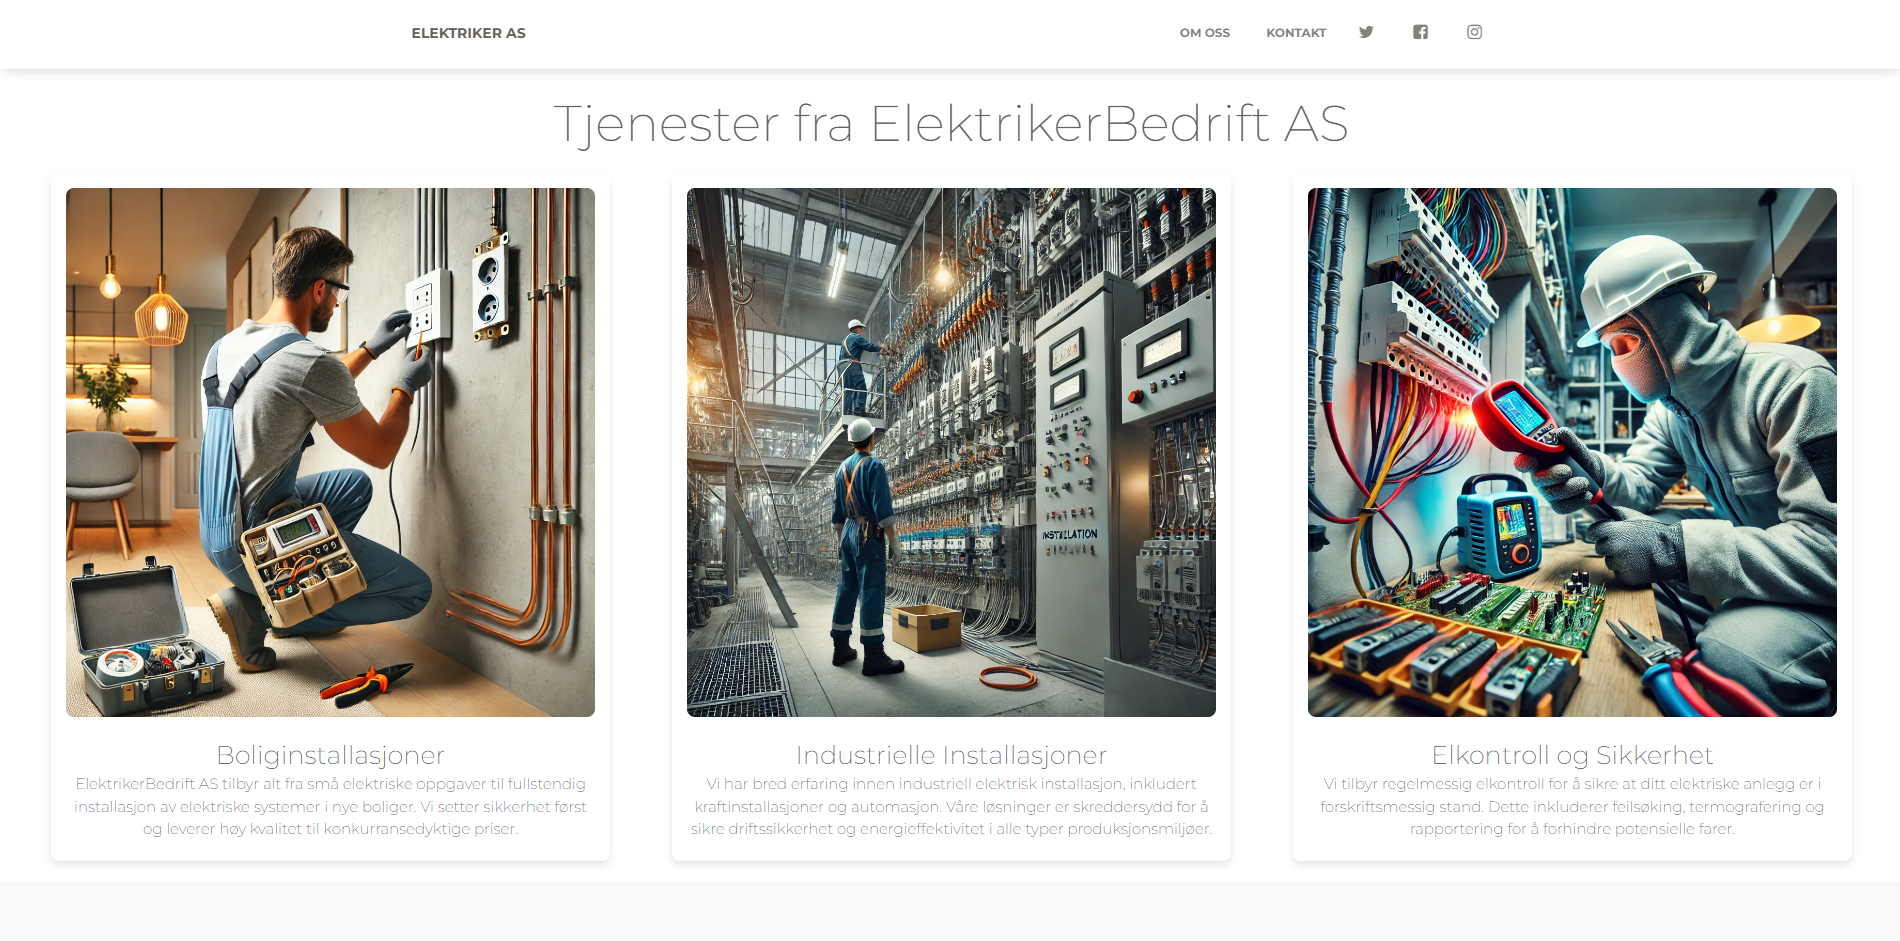 ELEKTRIKER AS
OM OSS
KONTAKT
Tjenester fra ElektrikerBedrift AS
INSTALLATION
Boliginstallasjoner
ElektrikerBedrift AS tilbyr alt fra små elektriske oppgaver til fullstendig
installasjon av elektriske systemer i nye boliger. Vi setter sikkerhet først
og leverer høy kvalitet til konkurransedyktige priser.
Industrielle Installasjoner
Vi har bred erfaring innen industriell elektrisk installasjon, inkludert
kraftinstallasjoner og automasjon. Våre løsninger er skreddersydd for å
sikre driftssikkerhet og energieffektivitet i alle typer produksjonsmiljøer.
Elkontroll og Sikkerhet
Vi tilbyr regelmessig elkontroll for å sikre at ditt elektriske anlegg er i
forskriftsmessig stand. Dette inkluderer feilsøking, termografering og
rapportering for å forhindre potensielle farer.